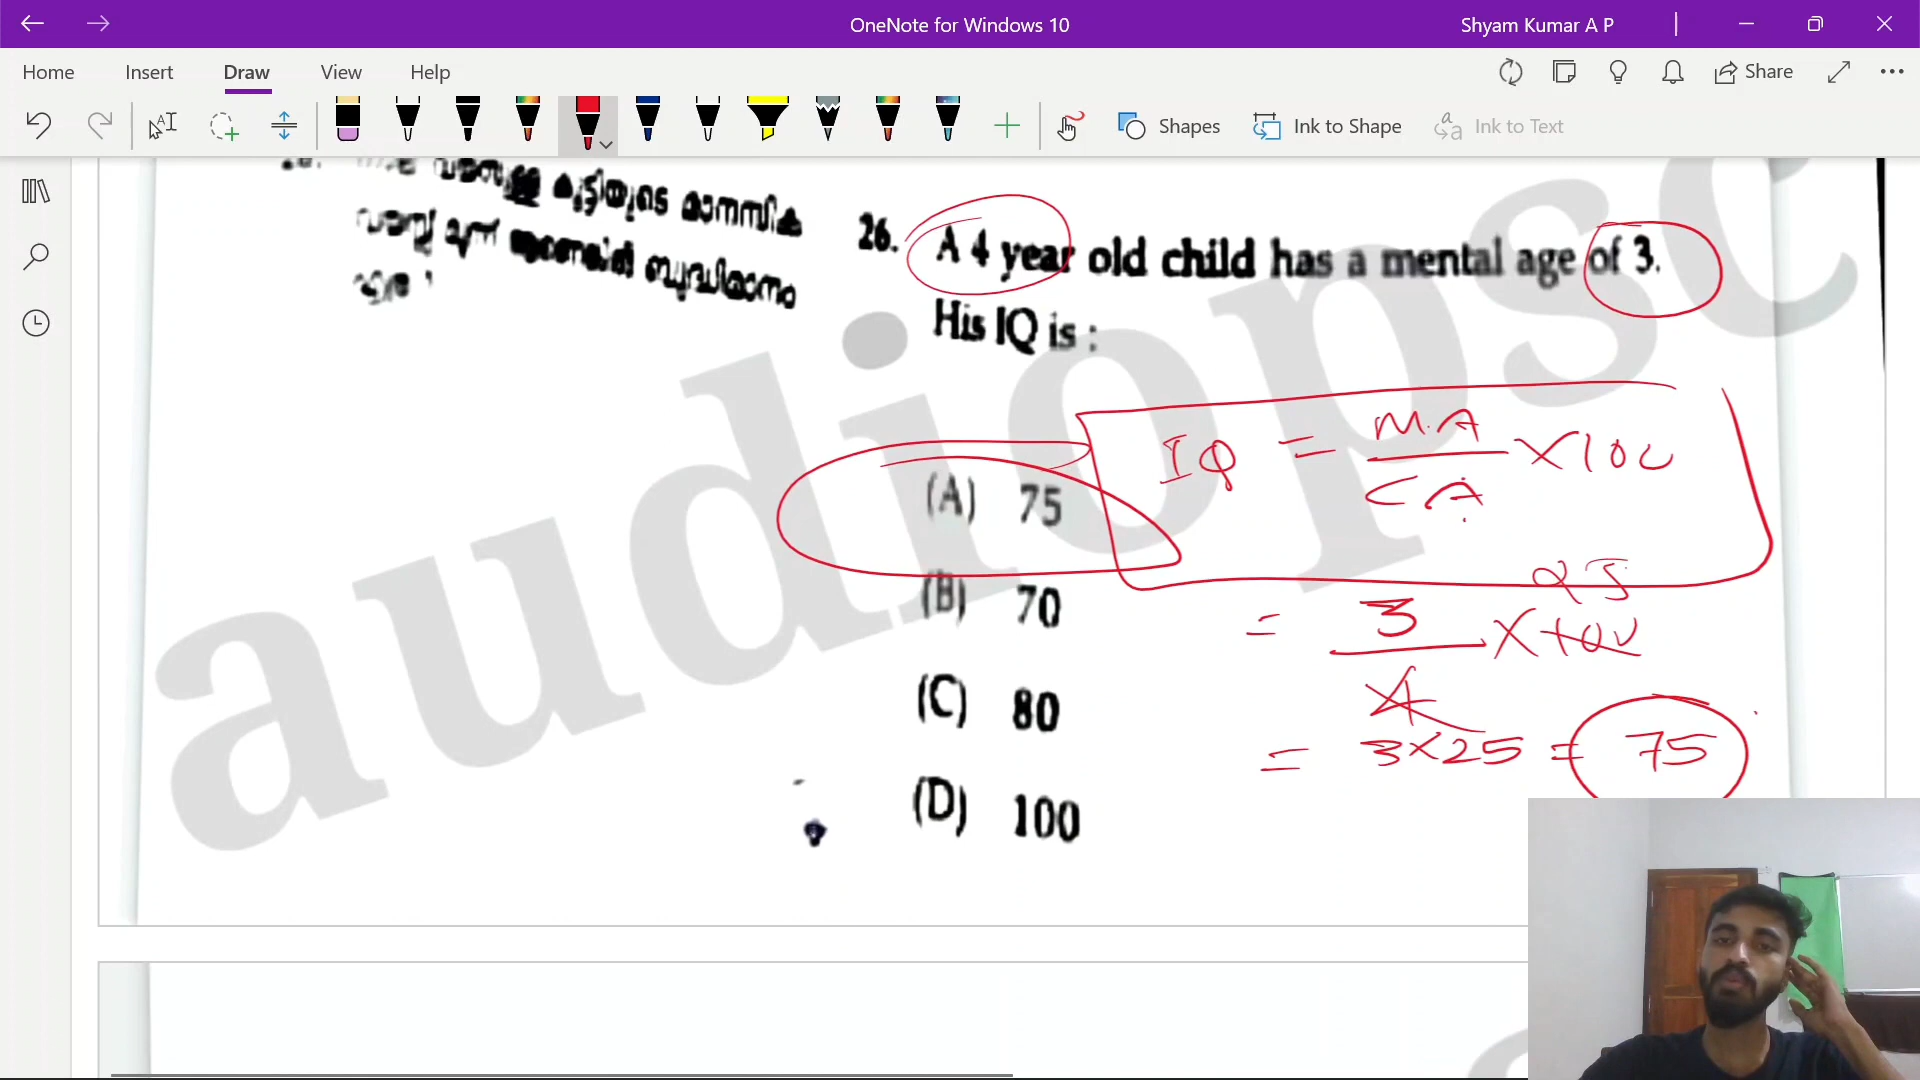 OneNote for Windows 10
Shyam Kumar A P
Home Insert Draw View Help
Share
Shapes Ink to Shape Ink to Text
26. A 4 year old child has a mental age of 3.
His IQ is :
IQ = M.A
CA × 100
(A) 75
(B) 70
25
= 3
4 × 100
(C) 80
= 3×25 = 75
(D) 100
audiopsc